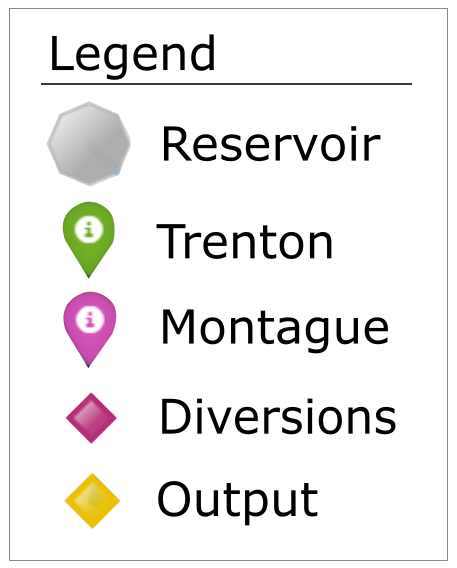 Legend
Reservoir
Trenton
Montague
Diversions
Output